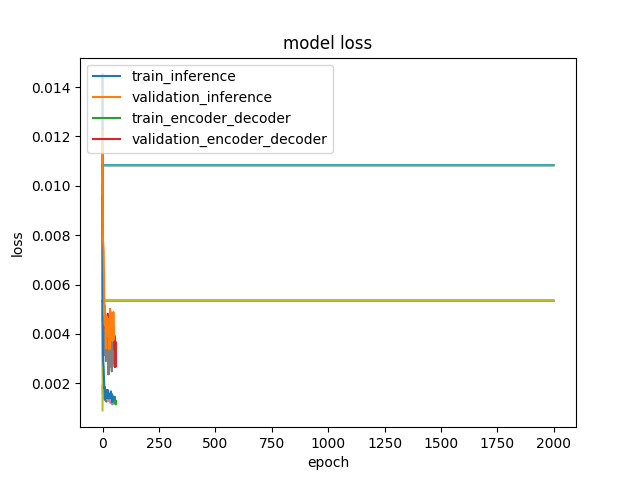 model loss
train_inference
validation_inference
train_encoder_decoder
validation_encoder_decoder
loss
0.014
0.012
0.010
0.008
0.006
0.004
0.002
0 250 500 750 1000 1250 1500 1750 2000
epoch